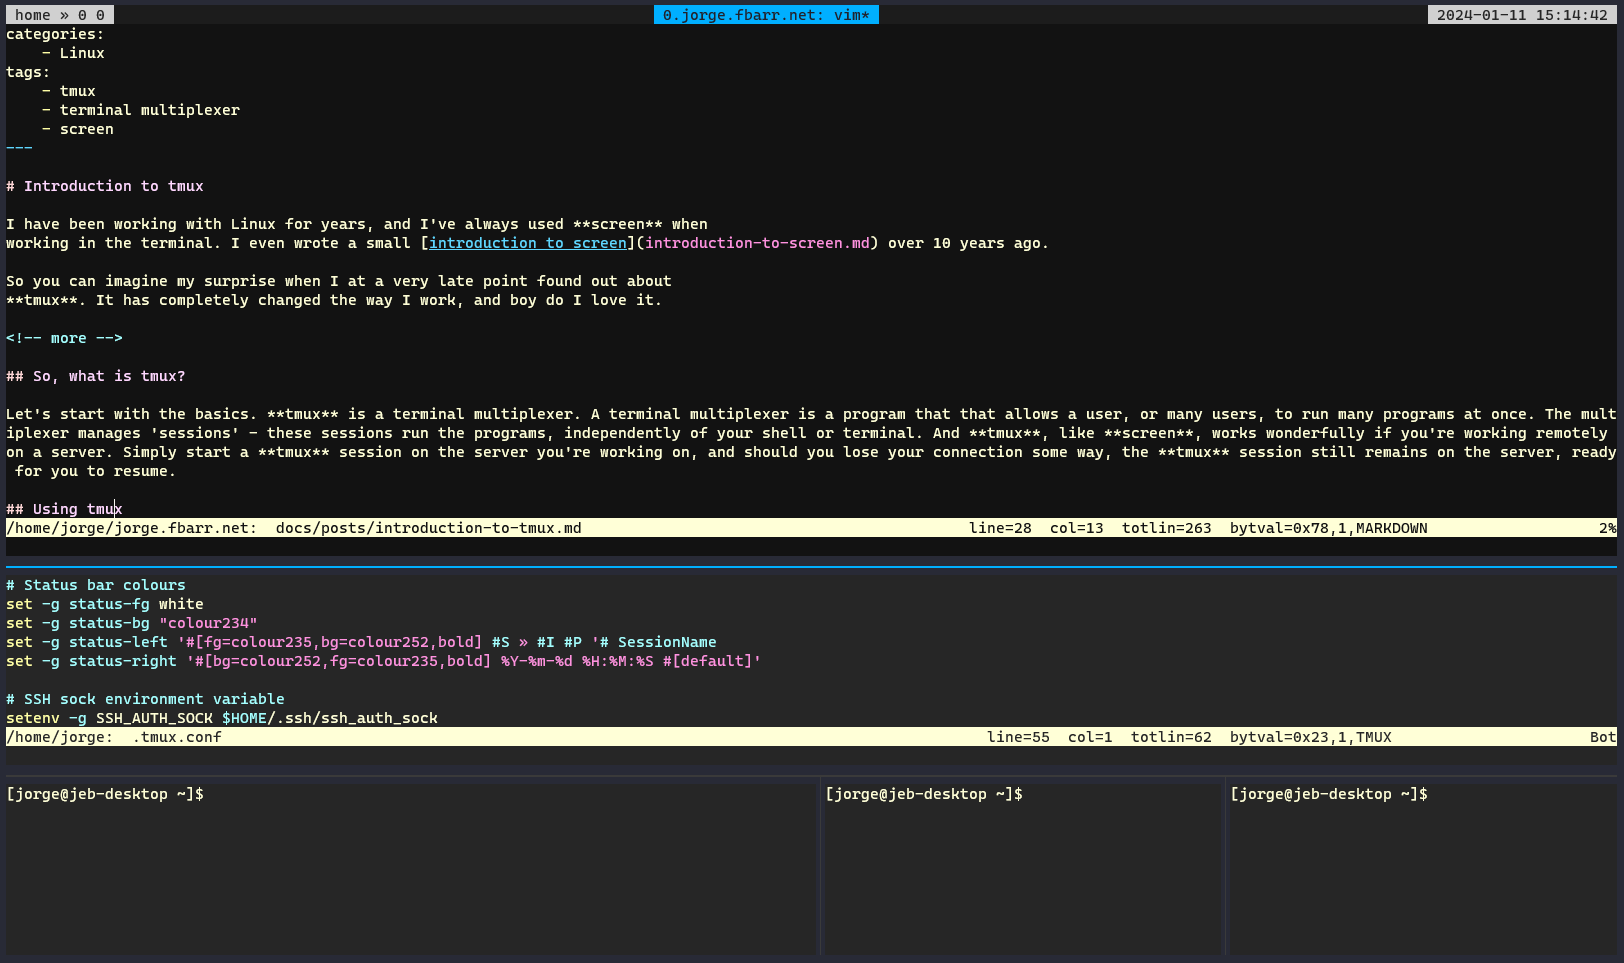 home » 0 0 0.jorge.fbarr.net: vim* 2024-01-11 15:14:42
categories:
    - Linux
tags:
    - tmux
    - terminal multiplexer
    - screen
---
# Introduction to tmux
I have been working with Linux for years, and I've always used **screen** when
working in the terminal. I even wrote a small [introduction to screen](introduction-to-screen.md) over 10 years ago.
So you can imagine my surprise when I at a very late point found out about
**tmux**. It has completely changed the way I work, and boy do I love it.
<!-- more -->
## So, what is tmux?
Let's start with the basics. **tmux** is a terminal multiplexer. A terminal multiplexer is a program that that allows a user, or many users, to run many programs at once. The mult
iplexer manages 'sessions' - these sessions run the programs, independently of your shell or terminal. And **tmux**, like **screen**, works wonderfully if you're working remotely
on a server. Simply start a **tmux** session on the server you're working on, and should you lose your connection some way, the **tmux** session still remains on the server, ready
 for you to resume.
## Using tmux
/home/jorge/jorge.fbarr.net:  docs/posts/introduction-to-tmux.md line=28  col=13  totlin=263  bytval=0x78,1,MARKDOWN 2%
# Status bar colours
set -g status-fg white
set -g status-bg "colour234"
set -g status-left '#[fg=colour235,bg=colour252,bold] #S » #I #P '# SessionName
set -g status-right '#[bg=colour252,fg=colour235,bold] %Y-%m-%d %H:%M:%S #[default]'
# SSH sock environment variable
setenv -g SSH_AUTH_SOCK $HOME/.ssh/ssh_auth_sock
/home/jorge:  .tmux.conf line=55  col=1  totlin=62  bytval=0x23,1,TMUX Bot
[jorge@jeb-desktop ~]$ [jorge@jeb-desktop ~]$ [jorge@jeb-desktop ~]$